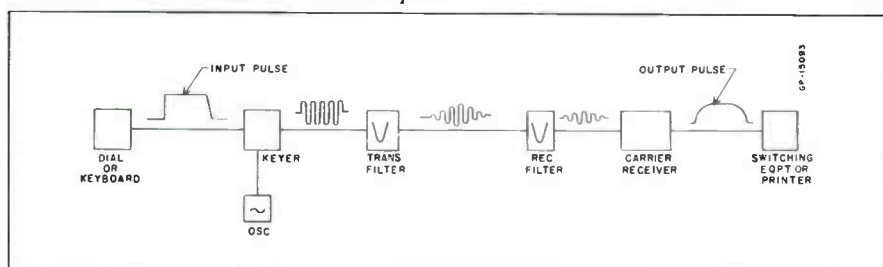 INPUT PULSE
OUTPUT PULSE
GP-15093
DIAL
OR
KEYBOARD
KEYER
TRANS
FILTER
REC
FILTER
CARRIER
RECEIVER
SWITCHING
EQPT OR
PRINTER
OSC